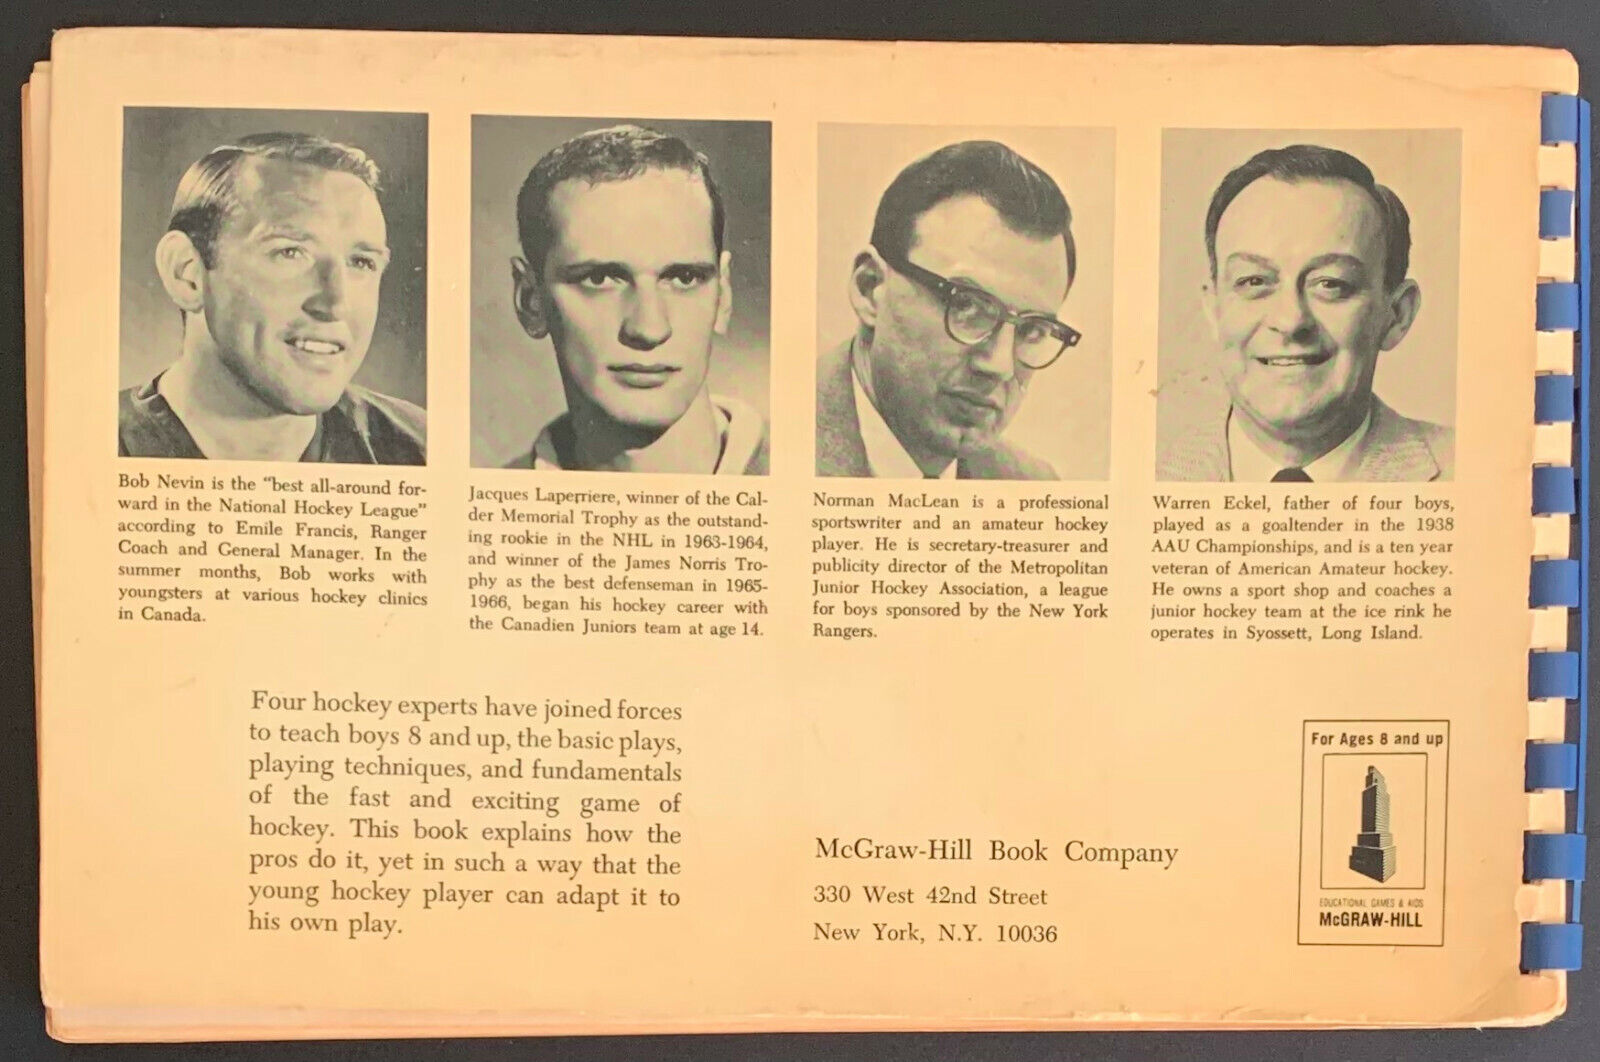 Bob Nevin is the "best all-around for-
ward in the National Hockey League"
according to Emile Francis, Ranger
Coach and General Manager. In the
summer months, Bob works with
youngsters at various hockey clinics
in Canada.
Jacques Laperriere, winner of the Cal-
der Memorial Trophy as the outstand-
ing rookie in the NHL in 1963-1964,
and winner of the James Norris Tro-
phy as the best defenseman in 1965-
1966, began his hockey career with
the Canadien Juniors team at age 14.
Norman MacLean is a professional
sportswriter and an amateur hockey
player. He is secretary-treasurer and
publicity director of the Metropolitan
Junior Hockey Association, a league
for boys sponsored by the New York
Rangers.
Warren Eckel, father of four boys,
played as a goaltender in the 1938
AAU Championships, and is a ten year
veteran of American Amateur hockey.
He owns a sport shop and coaches a
junior hockey team at the ice rink he
operates in Syossett, Long Island.
Four hockey experts have joined forces
to teach boys 8 and up, the basic plays,
playing techniques, and fundamentals
of the fast and exciting game of
hockey. This book explains how the
pros do it, yet in such a way that the
young hockey player can adapt it to
his own play.
McGraw-Hill Book Company
330 West 42nd Street
New York, N.Y. 10036
For Ages 8 and up
EDUCATIONAL GAMES & AIDS
McGRAW-HILL